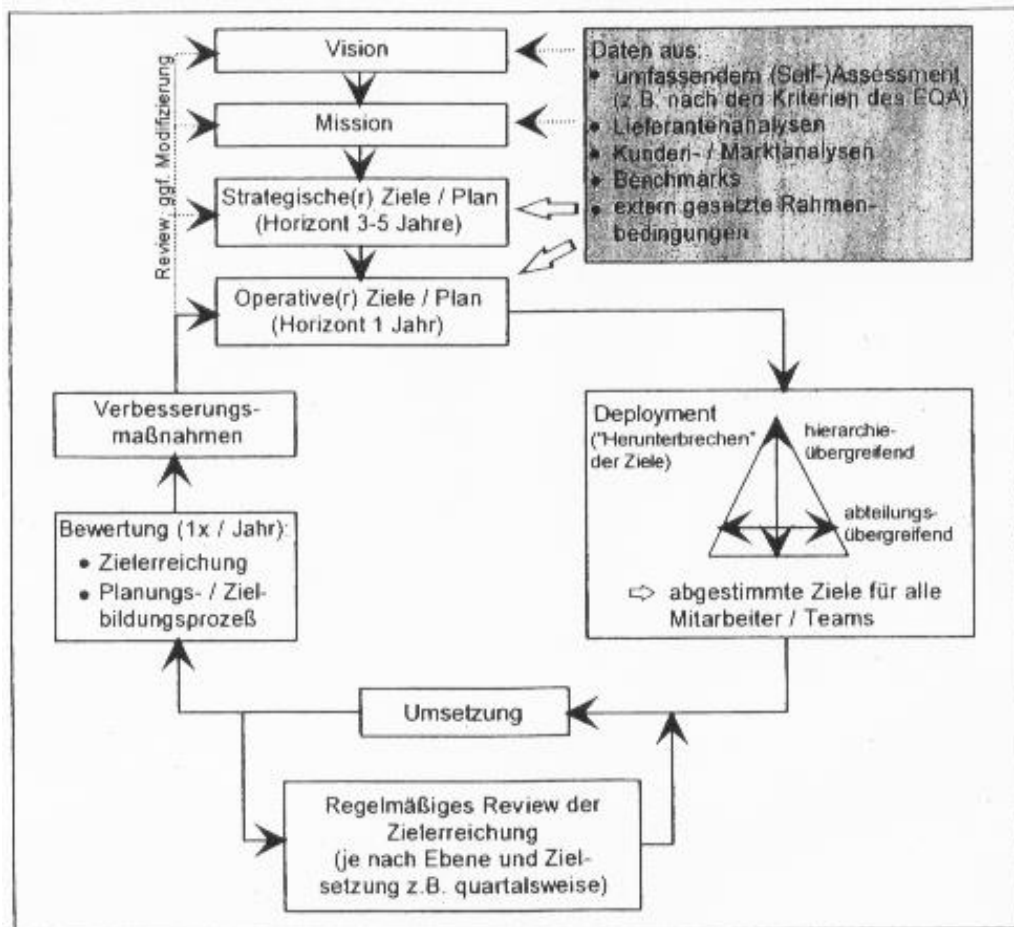 Vision
Mission
Strategische(r) Ziele / Plan
(Horizont 3-5 Jahre)
Operative(r) Ziele / Plan
(Horizont 1 Jahr)
Review, ggf. Modifizierung
Daten aus:
• umfassendem (Self-)Assessment
(z.B. nach den Kriterien des EQA)
• Lieferantenanalysen
• Kunden- / Marktanalysen
• Benchmarks
• extern gesetzte Rahmen-
bedingungen
Deployment
("Herunterbrechen"
der Ziele)
hierarchie-
übergreifend
abteilungs-
übergreifend
⇨ abgestimmte Ziele für alle
Mitarbeiter / Teams
Umsetzung
Regelmäßiges Review der
Zielerreichung
(je nach Ebene und Ziel-
setzung z.B. quartalsweise)
Bewertung (1x / Jahr):
• Zielerreichung
• Planungs- / Ziel-
bildungsprozeß
Verbesserungs-
maßnahmen